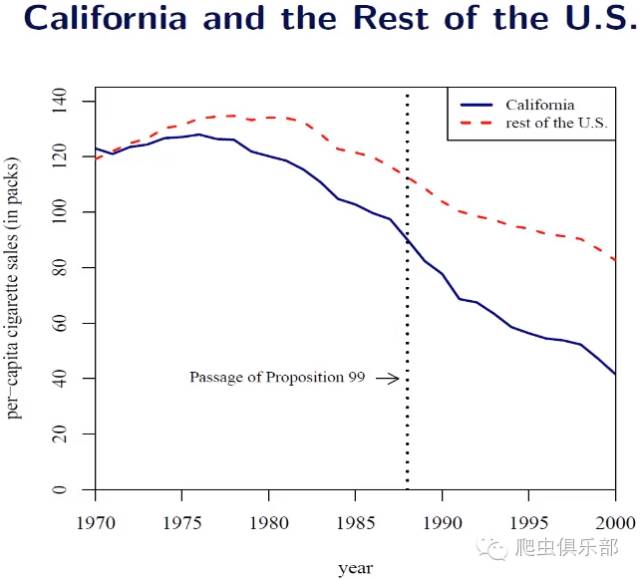 California and the Rest of the U.S.
California
rest of the U.S.
per-capita cigarette sales (in packs)
140
120
100
80
60
40
20
0
Passage of Proposition 99
1970 1975 1980 1985 1990 1995 2000
year
爬虫俱乐部